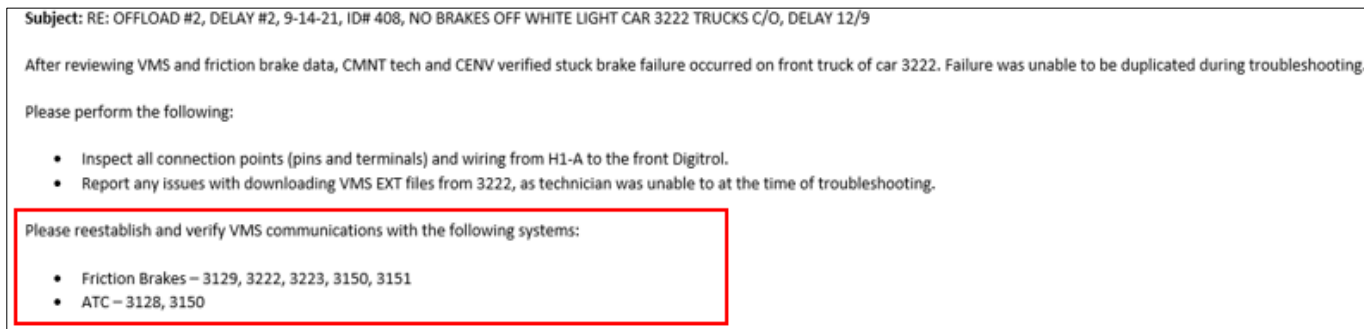 Subject: RE: OFFLOAD #2, DELAY #2, 9-14-21, ID# 408, NO BRAKES OFF WHITE LIGHT CAR 3222 TRUCKS C/O, DELAY 12/9
After reviewing VMS and friction brake data, CMNT tech and CENV verified stuck brake failure occurred on front truck of car 3222. Failure was unable to be duplicated during troubleshooting.
Please perform the following:
• Inspect all connection points (pins and terminals) and wiring from H1-A to the front Digitrol.
• Report any issues with downloading VMS EXT files from 3222, as technician was unable to at the time of troubleshooting.
Please reestablish and verify VMS communications with the following systems:
• Friction Brakes – 3129, 3222, 3223, 3150, 3151
• ATC – 3128, 3150